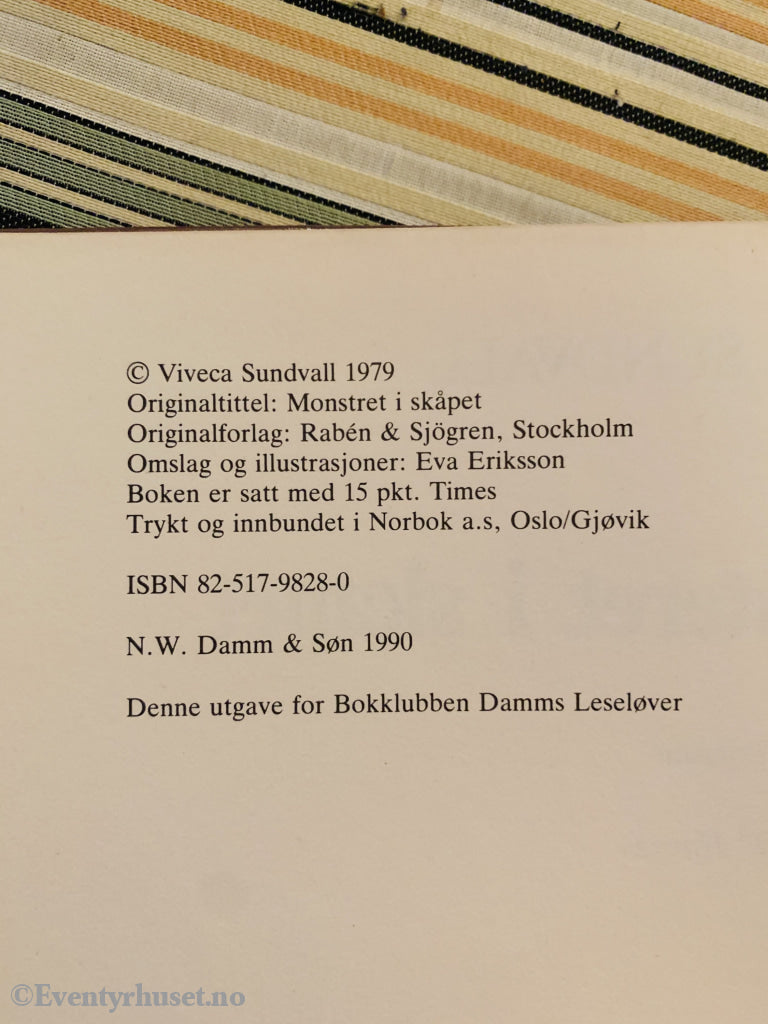 © Viveca Sundvall 1979
Originaltittel: Monstret i skåpet
Originalforlag: Rabén & Sjögren, Stockholm
Omslag og illustrasjoner: Eva Eriksson
Boken er satt med 15 pkt. Times
Trykt og innbundet i Norbok a.s, Oslo/Gjøvik
ISBN 82-517-9828-0
N.W. Damm & Søn 1990
Denne utgave for Bokklubben Damms Leseløver
©Eventyrhuset.no